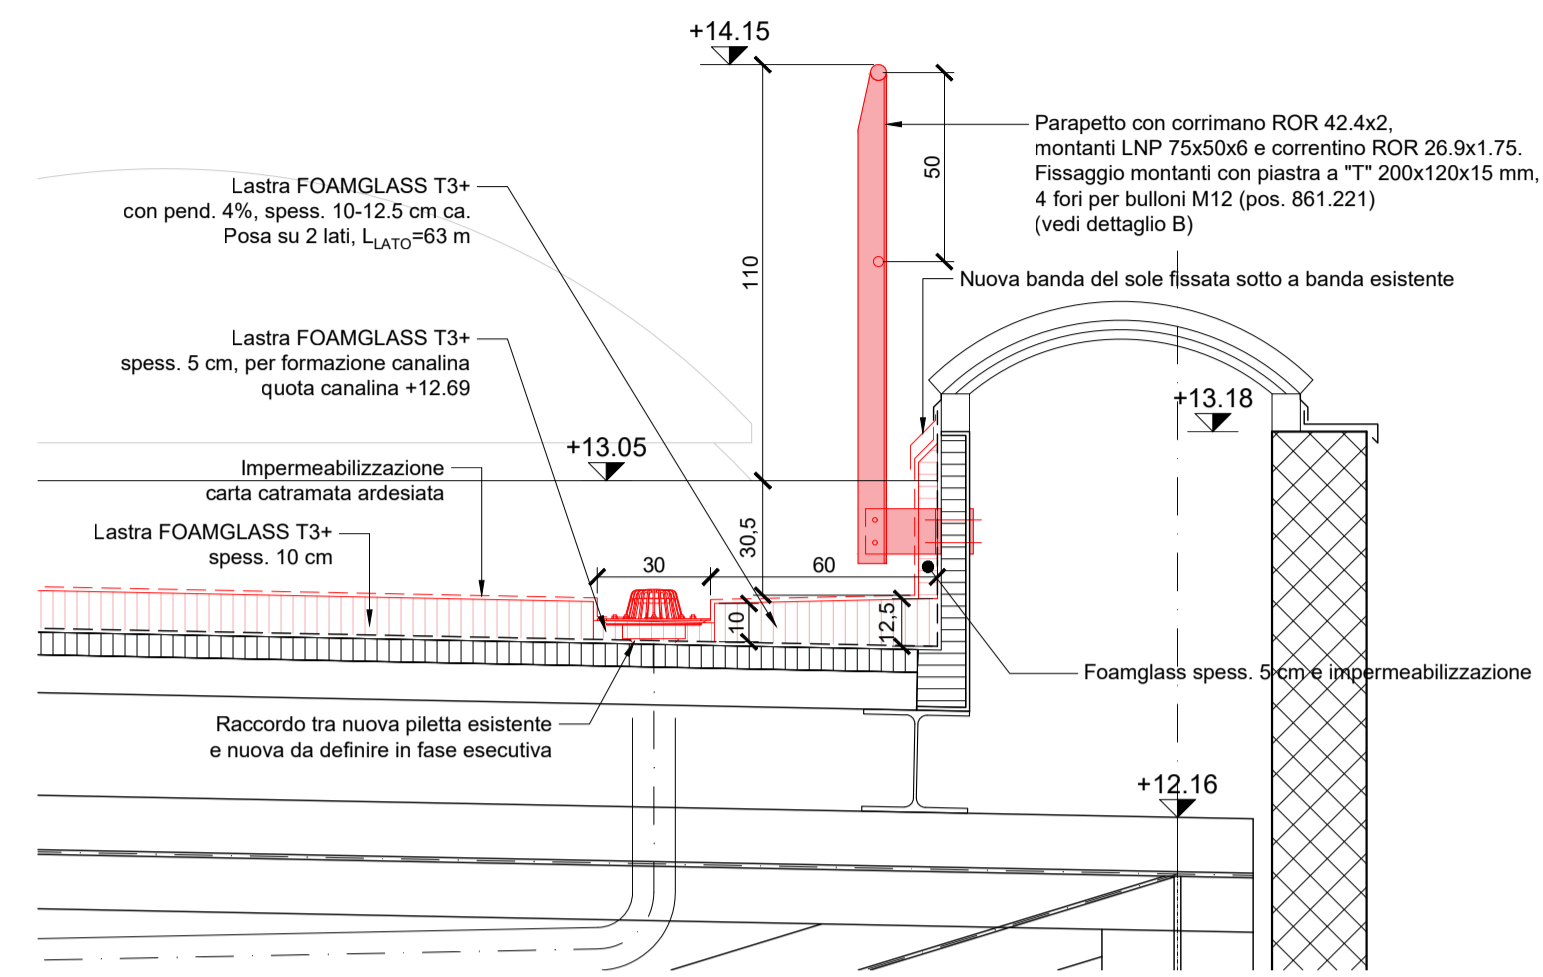 +14.15
Parapetto con corrimano ROR 42.4x2,
montanti LNP 75x50x6 e correntino ROR 26.9x1.75.
Fissaggio montanti con piastra a "T" 200x120x15 mm,
4 fori per bulloni M12 (pos. 861.221)
(vedi dettaglio B)
50
110
Lastra FOAMGLASS T3+
con pend. 4%, spess. 10-12.5 cm ca.
Posa su 2 lati, LLATO=63 m
Nuova banda del sole fissata sotto a banda esistente
Lastra FOAMGLASS T3+
spess. 5 cm, per formazione canalina
quota canalina +12.69
+13.18
+13.05
Impermeabilizzazione
carta catramata ardesiata
Lastra FOAMGLASS T3+
spess. 10 cm
30,5
30
60
10
12,5
Foamglass spess. 5 cm e impermeabilizzazione
Raccordo tra nuova piletta esistente
e nuova da definire in fase esecutiva
+12.16